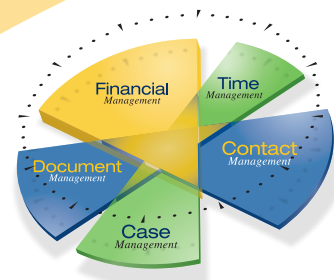 Financial
Management
Time
Management
Contact
Management
Document
Management
Case
Management